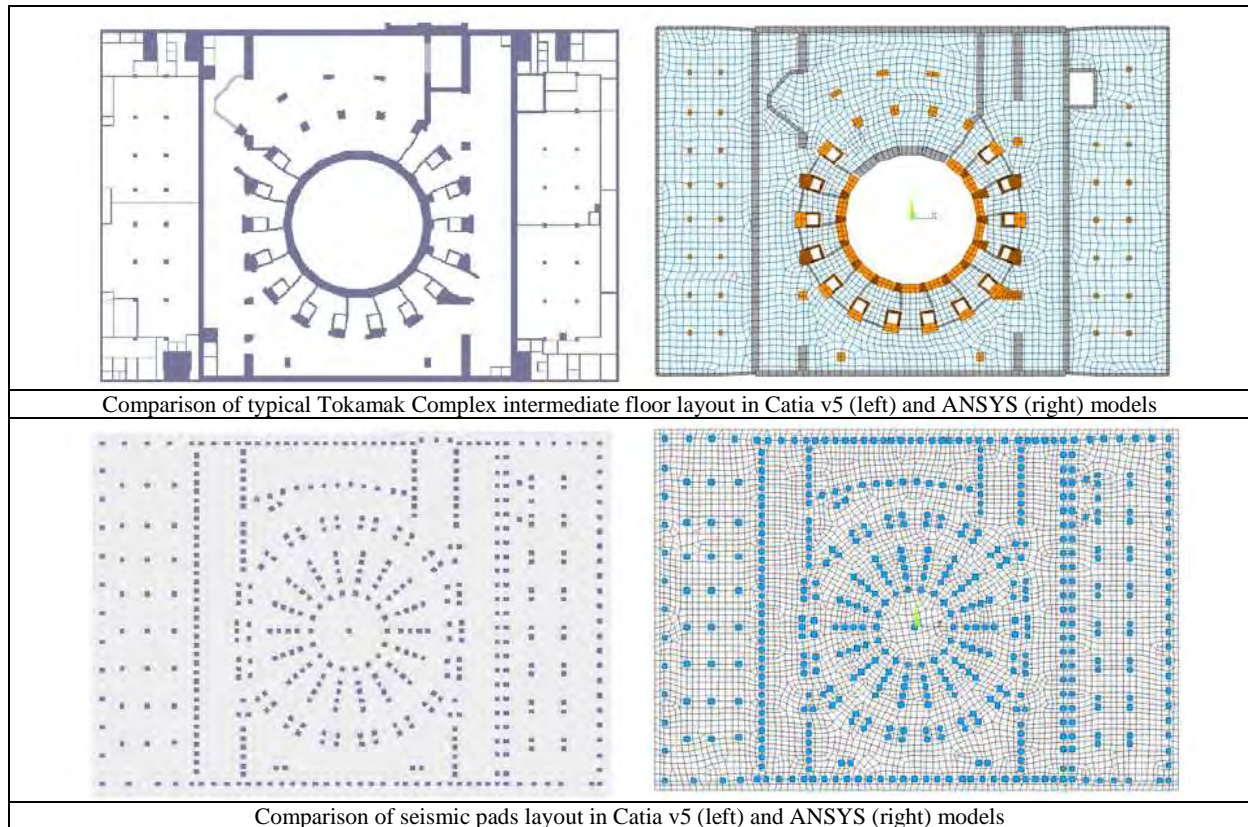 Comparison of typical Tokamak Complex intermediate floor layout in Catia v5 (left) and ANSYS (right) models
Comparison of seismic pads layout in Catia v5 (left) and ANSYS (right) models